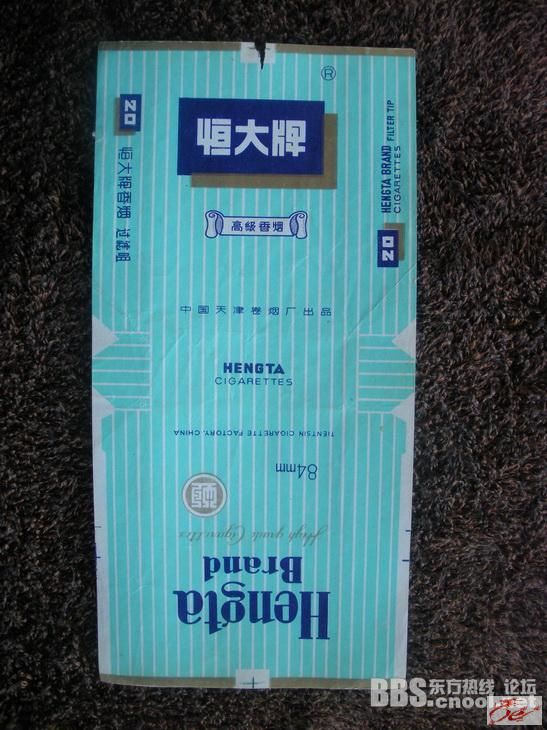 ®
恒大牌
高级香烟
中国天津卷烟厂出品
HENGTA
CIGARETTES
20
恒大牌香烟 过滤咀
HENGTA BRAND FILTER TIP
CIGARETTES
20
Hengta
Brand
High grade Cigarettes
84mm
TIENTSIN CIGARETTE FACTORY, CHINA
BBS.东方热线 论坛
www.cnool.net